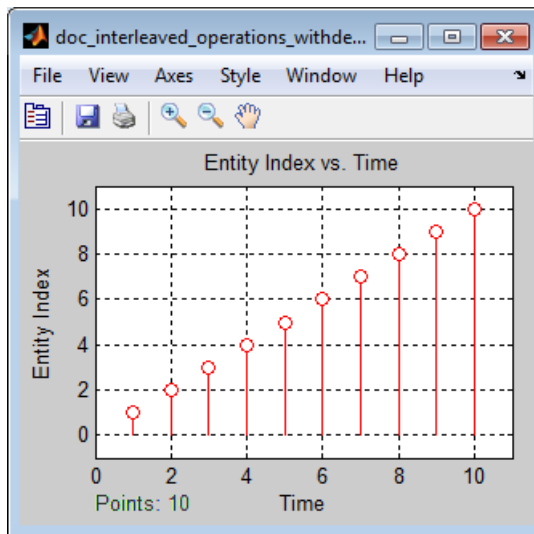 doc_interleaved_operations_withde...
File View Axes Style Window Help
Entity Index vs. Time
10
8
6
4
2
0
Entity Index
0 2 4 6 8 10
Points: 10 Time